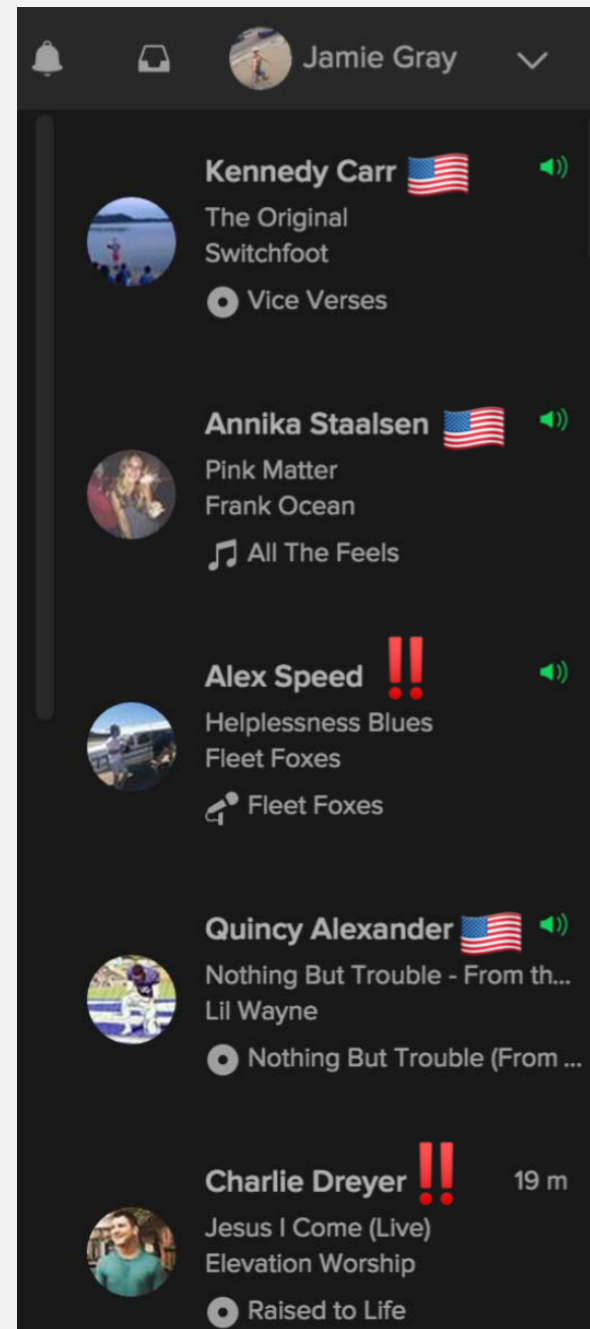 Jamie Gray
Kennedy Carr 🇺🇸
The Original
Switchfoot
Vice Verses
Annika Staalsen 🇺🇸
Pink Matter
Frank Ocean
All The Feels
Alex Speed ‼️
Helplessness Blues
Fleet Foxes
Fleet Foxes
Quincy Alexander 🇺🇸
Nothing But Trouble - From th...
Lil Wayne
Nothing But Trouble (From ...
Charlie Dreyer ‼️ 19 m
Jesus I Come (Live)
Elevation Worship
Raised to Life